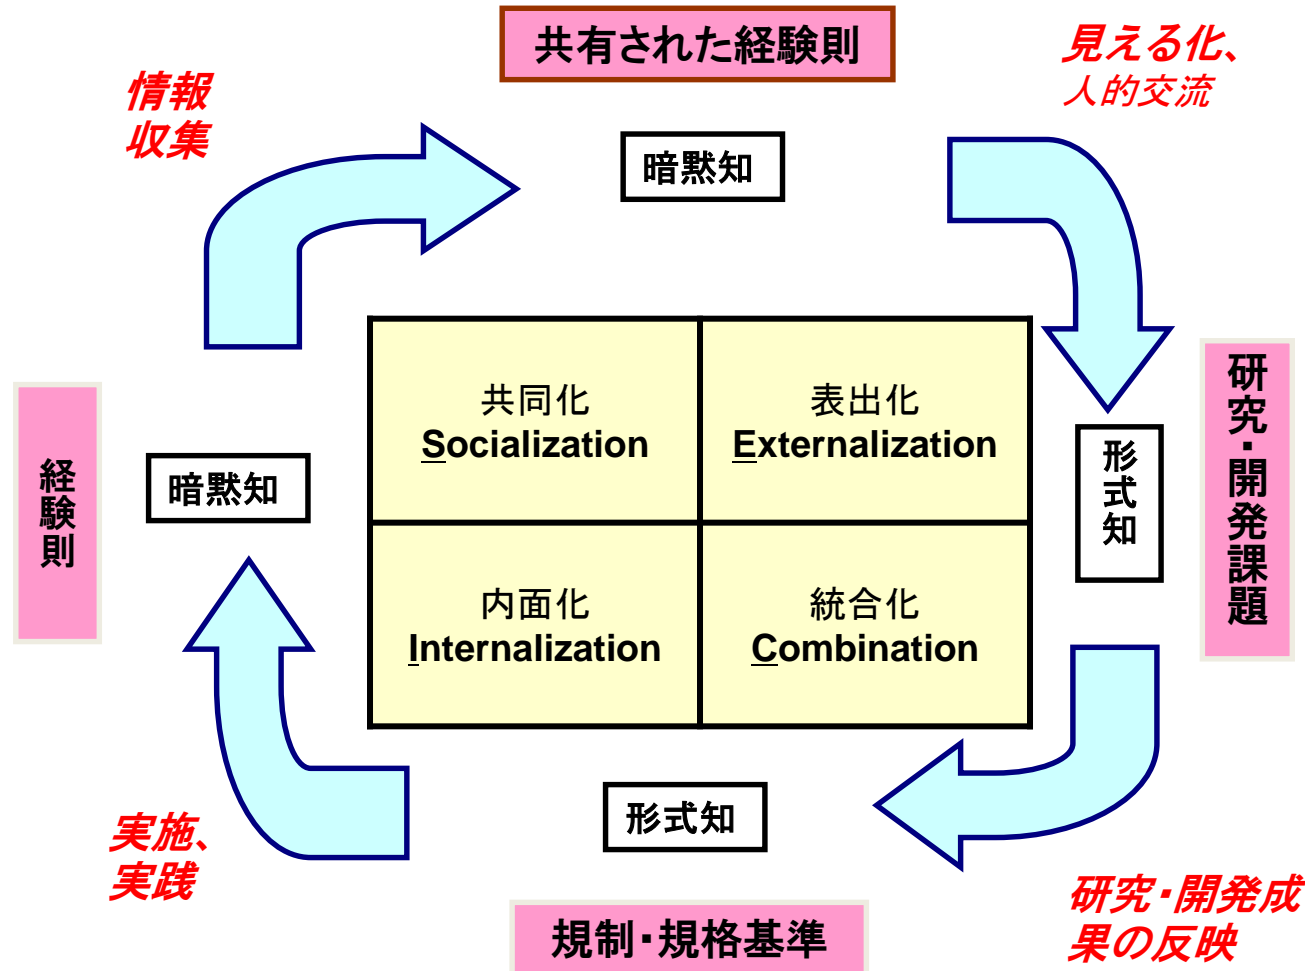 共有された経験則
見える化、
人的交流
情報
収集
暗黙知
共同化
Socialization
表出化
Externalization
研究・開発課題
形式知
経験則
暗黙知
内面化
Internalization
統合化
Combination
形式知
実施、
実践
規制・規格基準
研究・開発成
果の反映